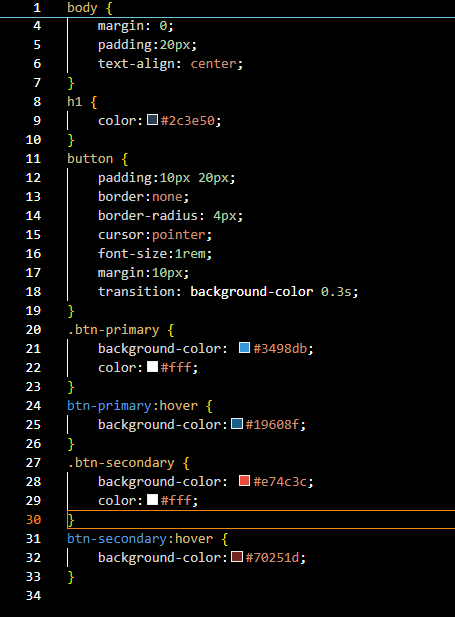 1 body {
4 margin: 0;
5 padding:20px;
6 text-align: center;
7 }
8 h1 {
9 color: #2c3e50;
10 }
11 button {
12 padding:10px 20px;
13 border:none;
14 border-radius: 4px;
15 cursor:pointer;
16 font-size:1rem;
17 margin:10px;
18 transition: background-color 0.3s;
19 }
20 .btn-primary {
21 background-color: #3498db;
22 color: #fff;
23 }
24 btn-primary:hover {
25 background-color: #19608f;
26 }
27 .btn-secondary {
28 background-color: #e74c3c;
29 color: #fff;
30 }
31 btn-secondary:hover {
32 background-color: #70251d;
33 }
34